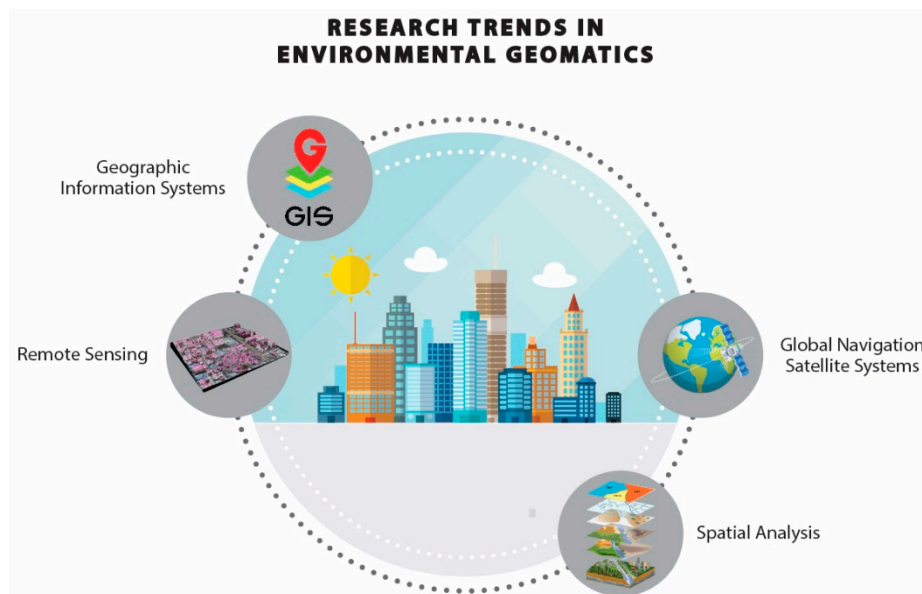 RESEARCH TRENDS IN
ENVIRONMENTAL GEOMATICS
Geographic
Information Systems
G
GIS
Remote Sensing
Global Navigation
Satellite Systems
Spatial Analysis